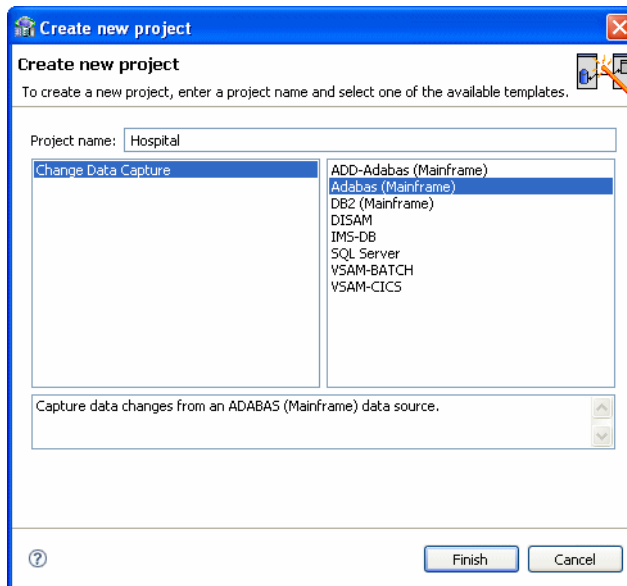 Create new project
Create new project
To create a new project, enter a project name and select one of the available templates.
Project name: Hospital
Change Data Capture
ADD-Adabas (Mainframe)
Adabas (Mainframe)
DB2 (Mainframe)
DISAM
IMS-DB
SQL Server
VSAM-BATCH
VSAM-CICS
Capture data changes from an ADABAS (Mainframe) data source.
?
Finish
Cancel